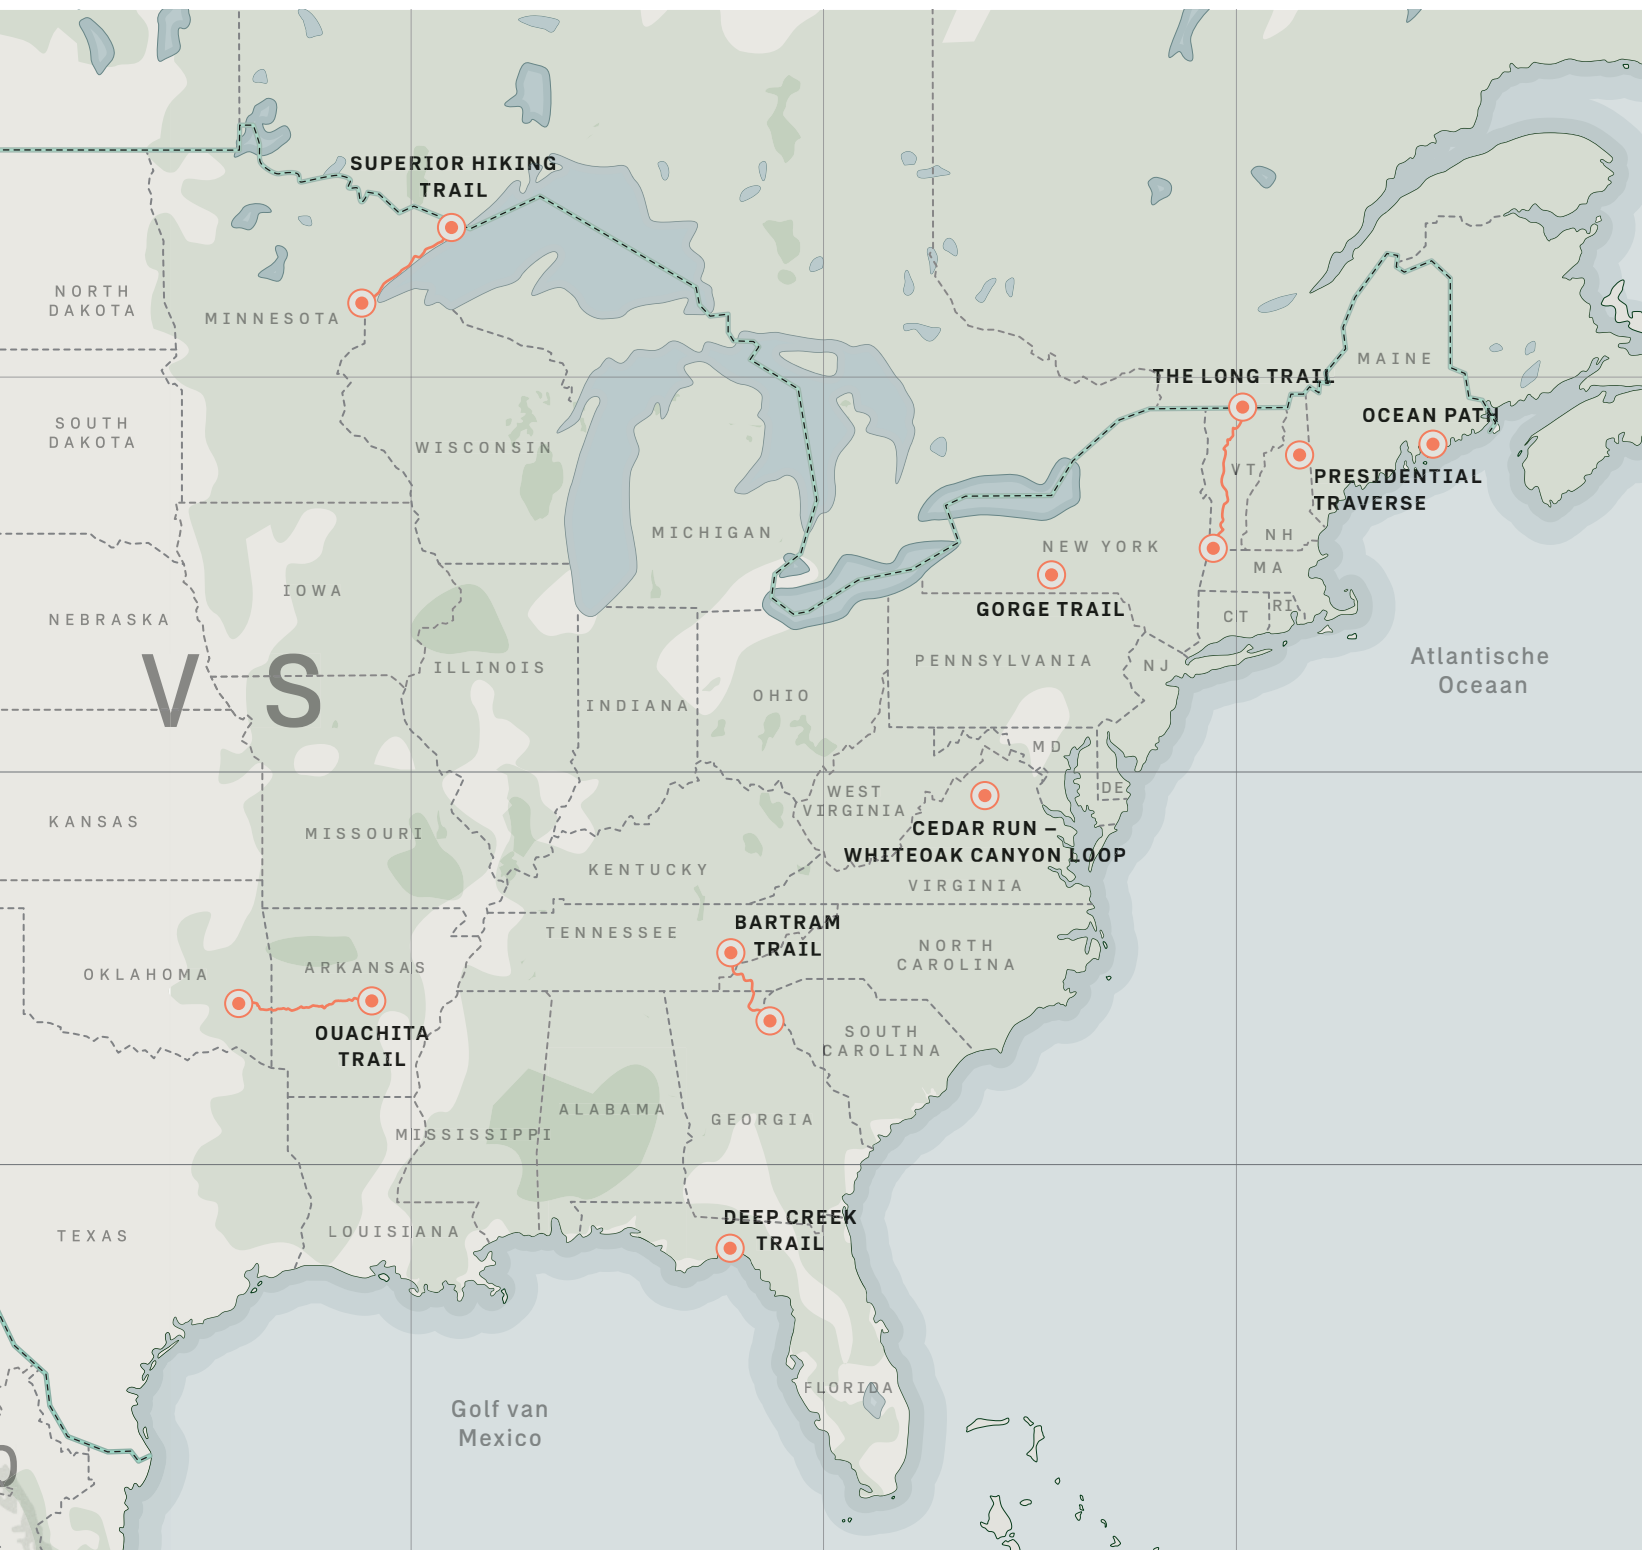 SUPERIOR HIKING
TRAIL
NORTH
DAKOTA
MINNESOTA
MAINE
THE LONG TRAIL
OCEAN PATH
SOUTH
DAKOTA
WISCONSIN
VT
PRESIDENTIAL
TRAVERSE
MICHIGAN
NEW YORK
NH
MA
IOWA
GORGE TRAIL
RI
CT
NEBRASKA
ILLINOIS
PENNSYLVANIA
NJ
Atlantische
Oceaan
VS
INDIANA
OHIO
MD
DE
WEST
VIRGINIA
KANSAS
MISSOURI
CEDAR RUN –
WHITEOAK CANYON LOOP
KENTUCKY
VIRGINIA
BARTRAM
TRAIL
TENNESSEE
NORTH
CAROLINA
OKLAHOMA
ARKANSAS
OUACHITA
TRAIL
SOUTH
CAROLINA
ALABAMA
GEORGIA
MISSISSIPPI
DEEP CREEK
TRAIL
TEXAS
LOUISIANA
FLORIDA
Golf van
Mexico